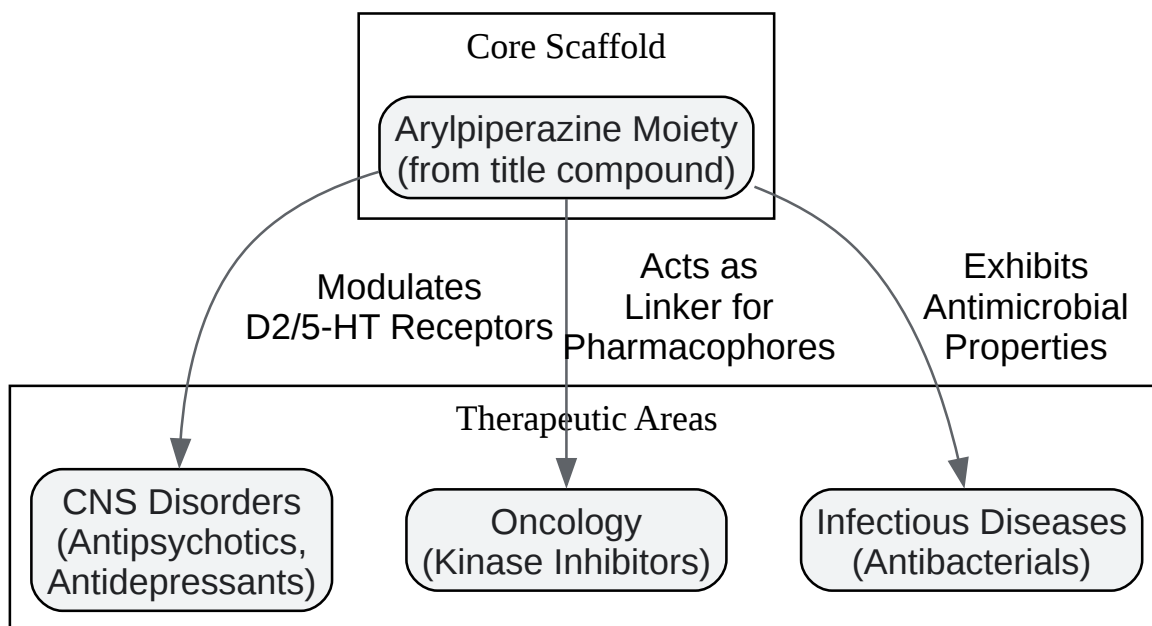 Core Scaffold
Arylpiperazine Moiety
(from title compound)
Modulates
D2/5-HT Receptors
Acts as
Linker for
Pharmacophores
Exhibits
Antimicrobial
Properties
Therapeutic Areas
CNS Disorders
(Antipsychotics,
Antidepressants)
Oncology
(Kinase Inhibitors)
Infectious Diseases
(Antibacterials)